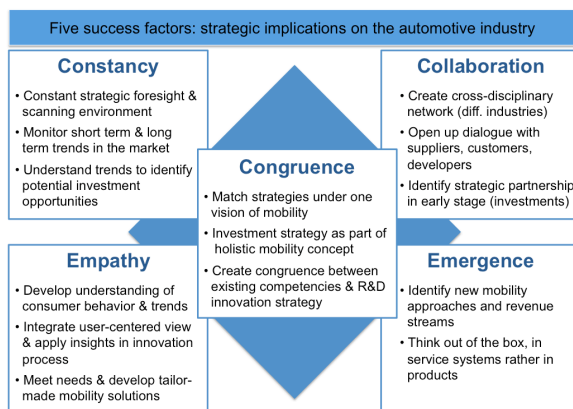 Five success factors: strategic implications on the automotive industry
Constancy
• Constant strategic foresight &
scanning environment
• Monitor short term & long
term trends in the market
• Understand trends to identify
potential investment
opportunities
Collaboration
• Create cross-disciplinary
network (diff. industries)
• Open up dialogue with
suppliers, customers,
developers
• Identify strategic partnership
in early stage (investments)
Congruence
• Match strategies under one
vision of mobility
• Investment strategy as part of
holistic mobility concept
• Create congruence between
existing competencies & R&D
innovation strategy
Empathy
• Develop understanding of
consumer behavior & trends
• Integrate user-centered view
& apply insights in innovation
process
• Meet needs & develop tailor-
made mobility solutions
Emergence
• Identify new mobility
approaches and revenue
streams
• Think out of the box, in
service systems rather in
products